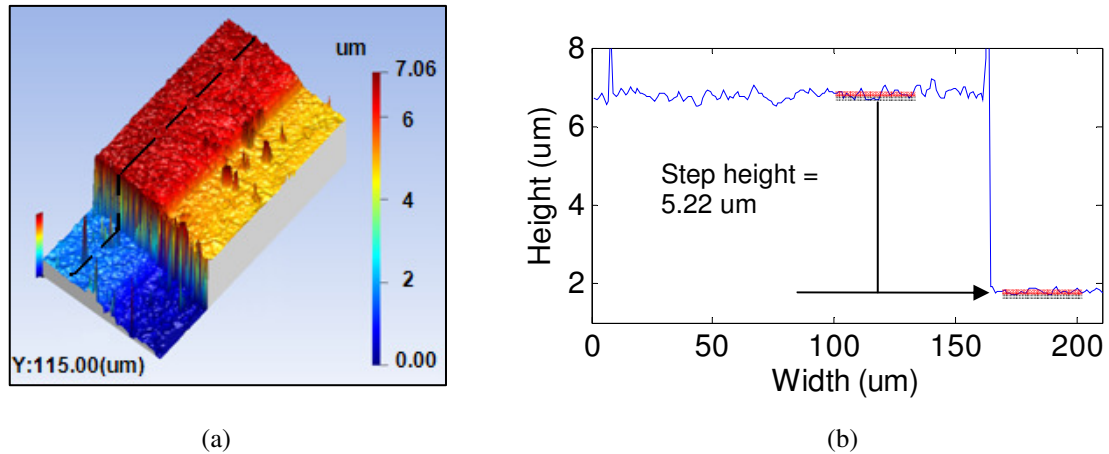 um
7.06
6
4
2
0.00
Y:115.00(um)
(a)
Height (um)
8
6
4
2
Step height =
5.22 um
0 50 100 150 200
Width (um)
(b)